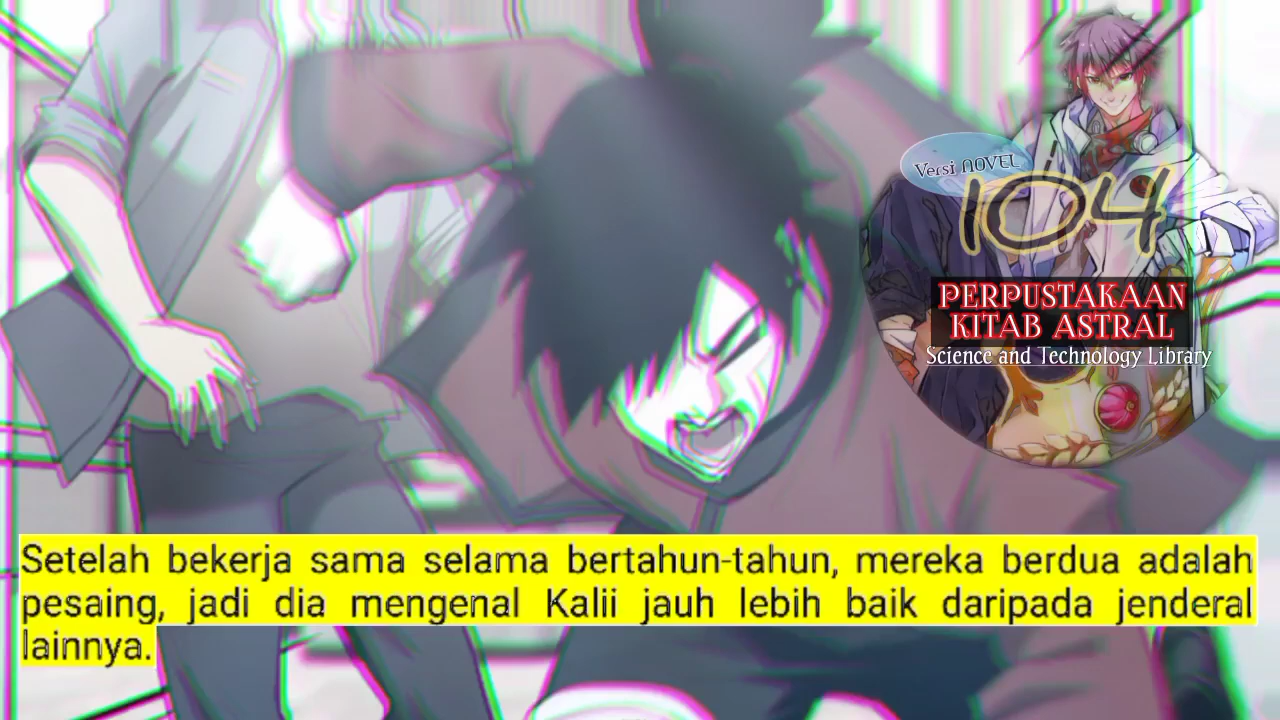 Versi NOVEL
104
PERPUSTAKAAN
KITAB ASTRAL
Science and Technology Library
Setelah bekerja sama selama bertahun-tahun, mereka berdua adalah
pesaing, jadi dia mengenal Kalii jauh lebih baik daripada jenderal
lainnya.